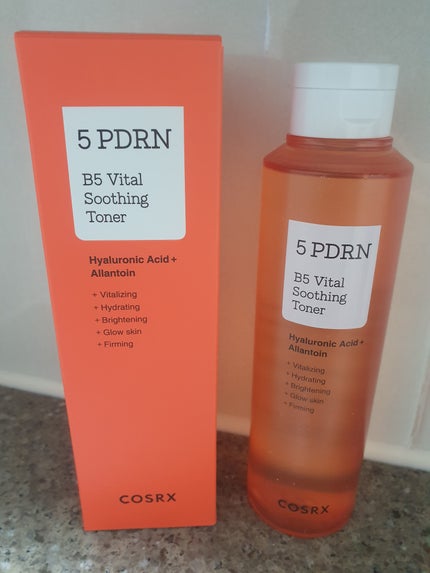 5 PDRN
B5 Vital
Soothing
Toner
Hyaluronic Acid +
Allantoin
+ Vitalizing
+ Hydrating
+ Brightening
+ Glow skin
+ Firming
COSRX
5 PDRN
B5 Vital
Soothing
Toner
Hyaluronic Acid +
Allantoin
+ Vitalizing
+ Hydrating
+ Brightening
+ Glow skin
+ Firming
COSRX